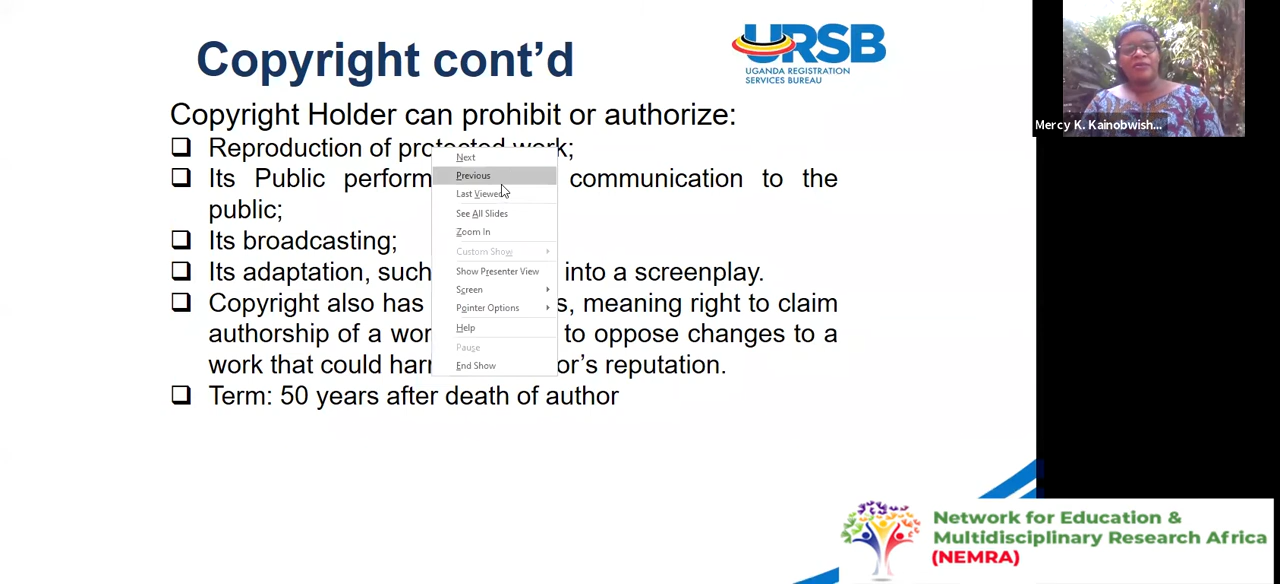 Copyright cont’d
URSB
UGANDA REGISTRATION
SERVICES BUREAU
Mercy K. Kainobwish...
Copyright Holder can prohibit or authorize:
Reproduction of protected work;
Its Public perform communication to the
public;
Its broadcasting;
Its adaptation, such into a screenplay.
Copyright also has s, meaning right to claim
authorship of a wor to oppose changes to a
work that could harm or’s reputation.
Term: 50 years after death of author
Next
Previous
Last Viewed
See All Slides
Zoom In
Custom Show
Show Presenter View
Screen
Pointer Options
Help
Pause
End Show
Network for Education &
Multidisciplinary Research Africa
(NEMRA)